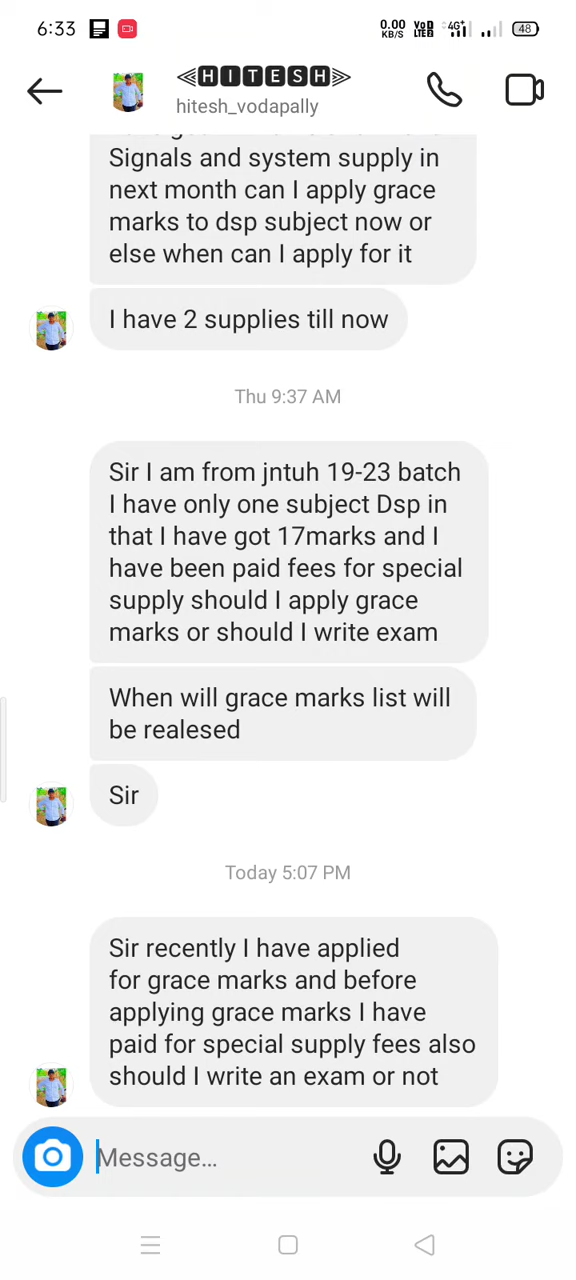 6:33
0.00 KB/S
VoD LTEB
4G+
48
≪HITESH≫
hitesh_vodapally
Signals and system supply in
next month can I apply grace
marks to dsp subject now or
else when can I apply for it
I have 2 supplies till now
Thu 9:37 AM
Sir I am from jntuh 19-23 batch
I have only one subject Dsp in
that I have got 17marks and I
have been paid fees for special
supply should I apply grace
marks or should I write exam
When will grace marks list will
be realesed
Sir
Today 5:07 PM
Sir recently I have applied
for grace marks and before
applying grace marks I have
paid for special supply fees also
should I write an exam or not
Message...